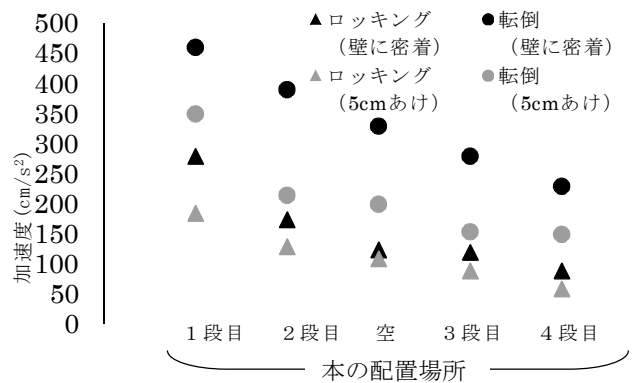 500
450
400
350
300
250
200
150
100
50
0
加速度(cm/s²)
▲ロッキング
(壁に密着)
●転倒
(壁に密着)
▲ロッキング
(5cmあけ)
●転倒
(5cmあけ)
1段目 2段目 空 3段目 4段目
本の配置場所